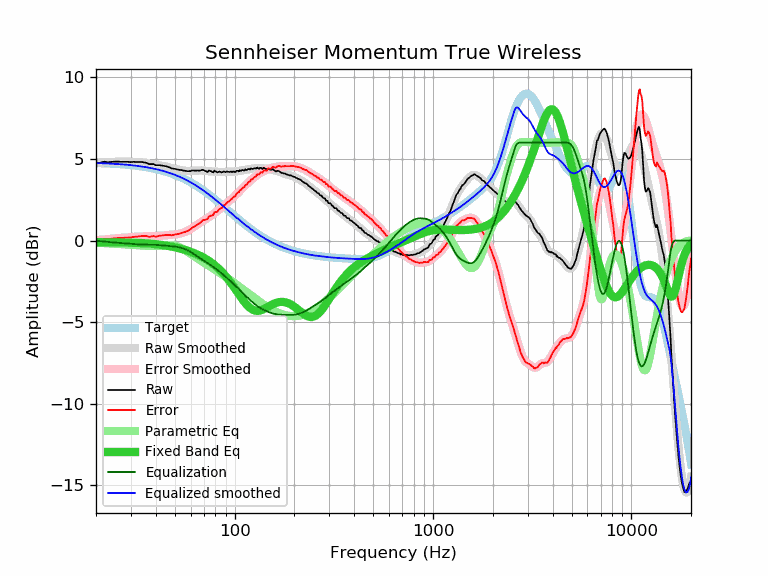 Sennheiser Momentum True Wireless
Amplitude (dBr)
10
5
0
−5
−10
−15
Target
Raw Smoothed
Error Smoothed
Raw
Error
Parametric Eq
Fixed Band Eq
Equalization
Equalized smoothed
100 1000 10000
Frequency (Hz)